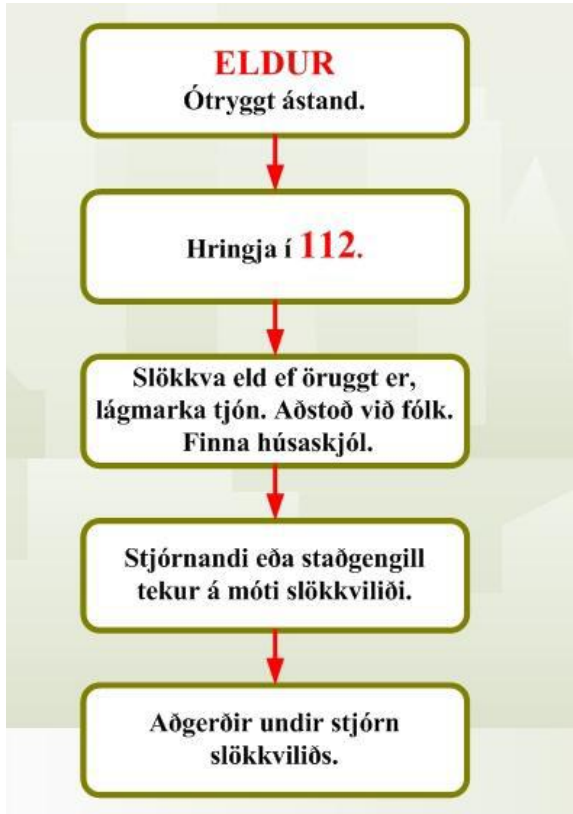 ELDUR
Ótryggt ástand.
Hringja í 112.
Slökkva eld ef öruggt er,
lágmarka tjón. Aðstoð við fólk.
Finna húsaskjól.
Stjórnandi eða staðgengill
tekur á móti slökkviliði.
Aðgerðir undir stjórn
slökkviliðs.